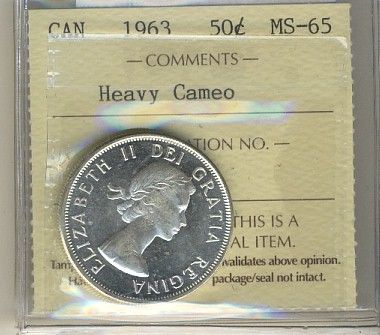 CAN 1963 50¢ MS-65
— COMMENTS —
Heavy Cameo
TION NO. —
ELIZABETH II DEI GRATIA REGINA
THIS IS A
AL ITEM.
validates above opinion.
package/seal not intact.